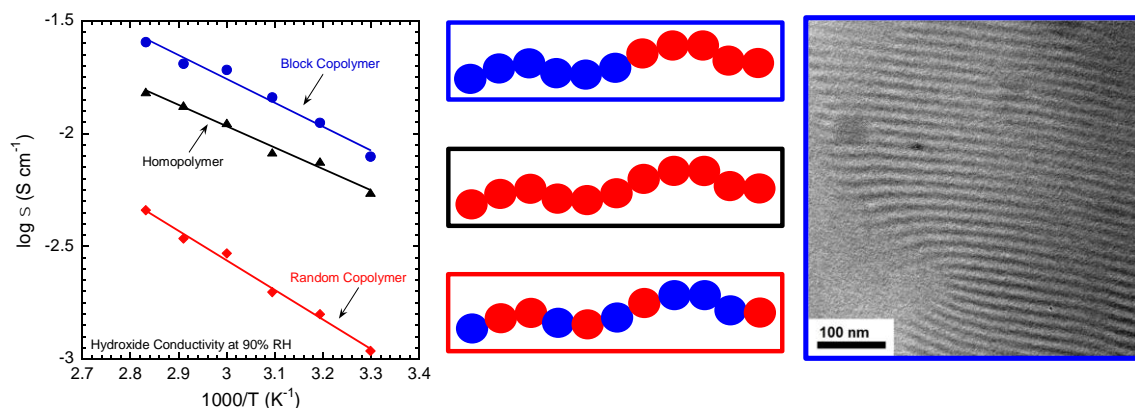 -1.5
-2
-2.5
-3
log s (S cm⁻¹)
Block Copolymer
Homopolymer
Random Copolymer
Hydroxide Conductivity at 90% RH
2.7 2.8 2.9 3 3.1 3.2 3.3 3.4
1000/T (K⁻¹)
100 nm